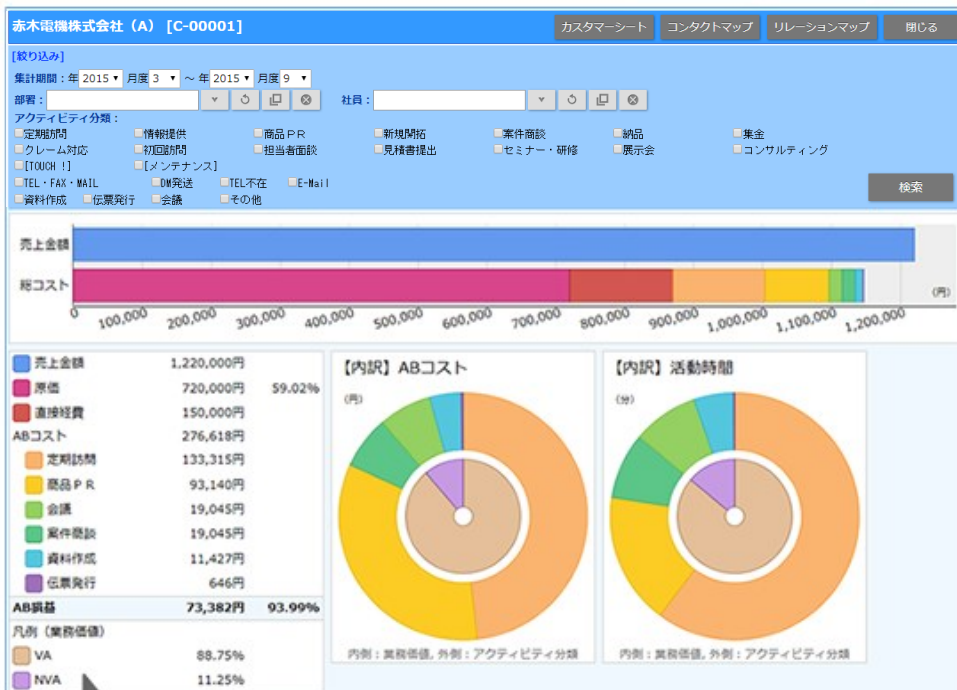 赤木電機株式会社（A） [C-00001]
カスタマーシート コンタクトマップ リレーションマップ 閉じる
[絞り込み]
集計期間：年 2015 月度 3 ～ 年 2015 月度 9
部署： 社員：
アクティビティ分類：
定期訪問 情報提供 商品ＰＲ 新規開拓 案件商談 納品 集金
クレーム対応 初回訪問 担当者面談 見積書提出 セミナー・研修 展示会 コンサルティング
[TOUCH !] [メンテナンス]
TEL・FAX・MAIL DM発送 TEL不在 E-Mail
資料作成 伝票発行 会議 その他
検索
売上金額
総コスト
(円)
0 100,000 200,000 300,000 400,000 500,000 600,000 700,000 800,000 900,000 1,000,000 1,100,000 1,200,000
売上金額 1,220,000円
原価 720,000円 59.02%
直接経費 150,000円
ABコスト 276,618円
定期訪問 133,315円
商品ＰＲ 93,140円
会議 19,045円
案件商談 19,045円
資料作成 11,427円
伝票発行 646円
AB損益 73,382円 93.99%
凡例（業務価値）
VA 88.75%
NVA 11.25%
【内訳】ABコスト
(円)
内側：業務価値, 外側：アクティビティ分類
【内訳】活動時間
(分)
内側：業務価値, 外側：アクティビティ分類